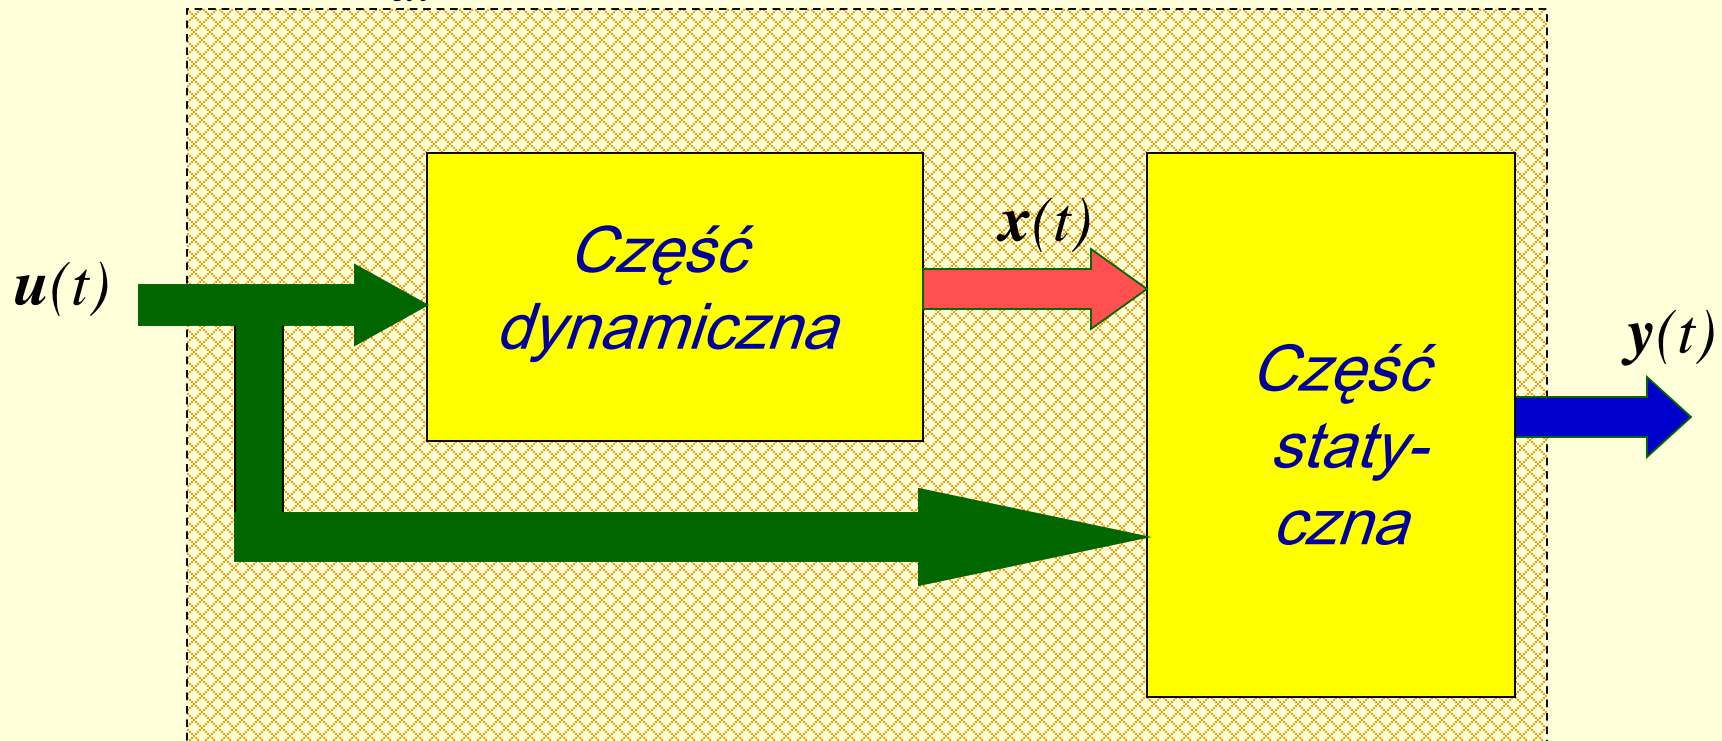 u(t)
Część
dynamiczna
x(t)
Część
staty-
czna
y(t)